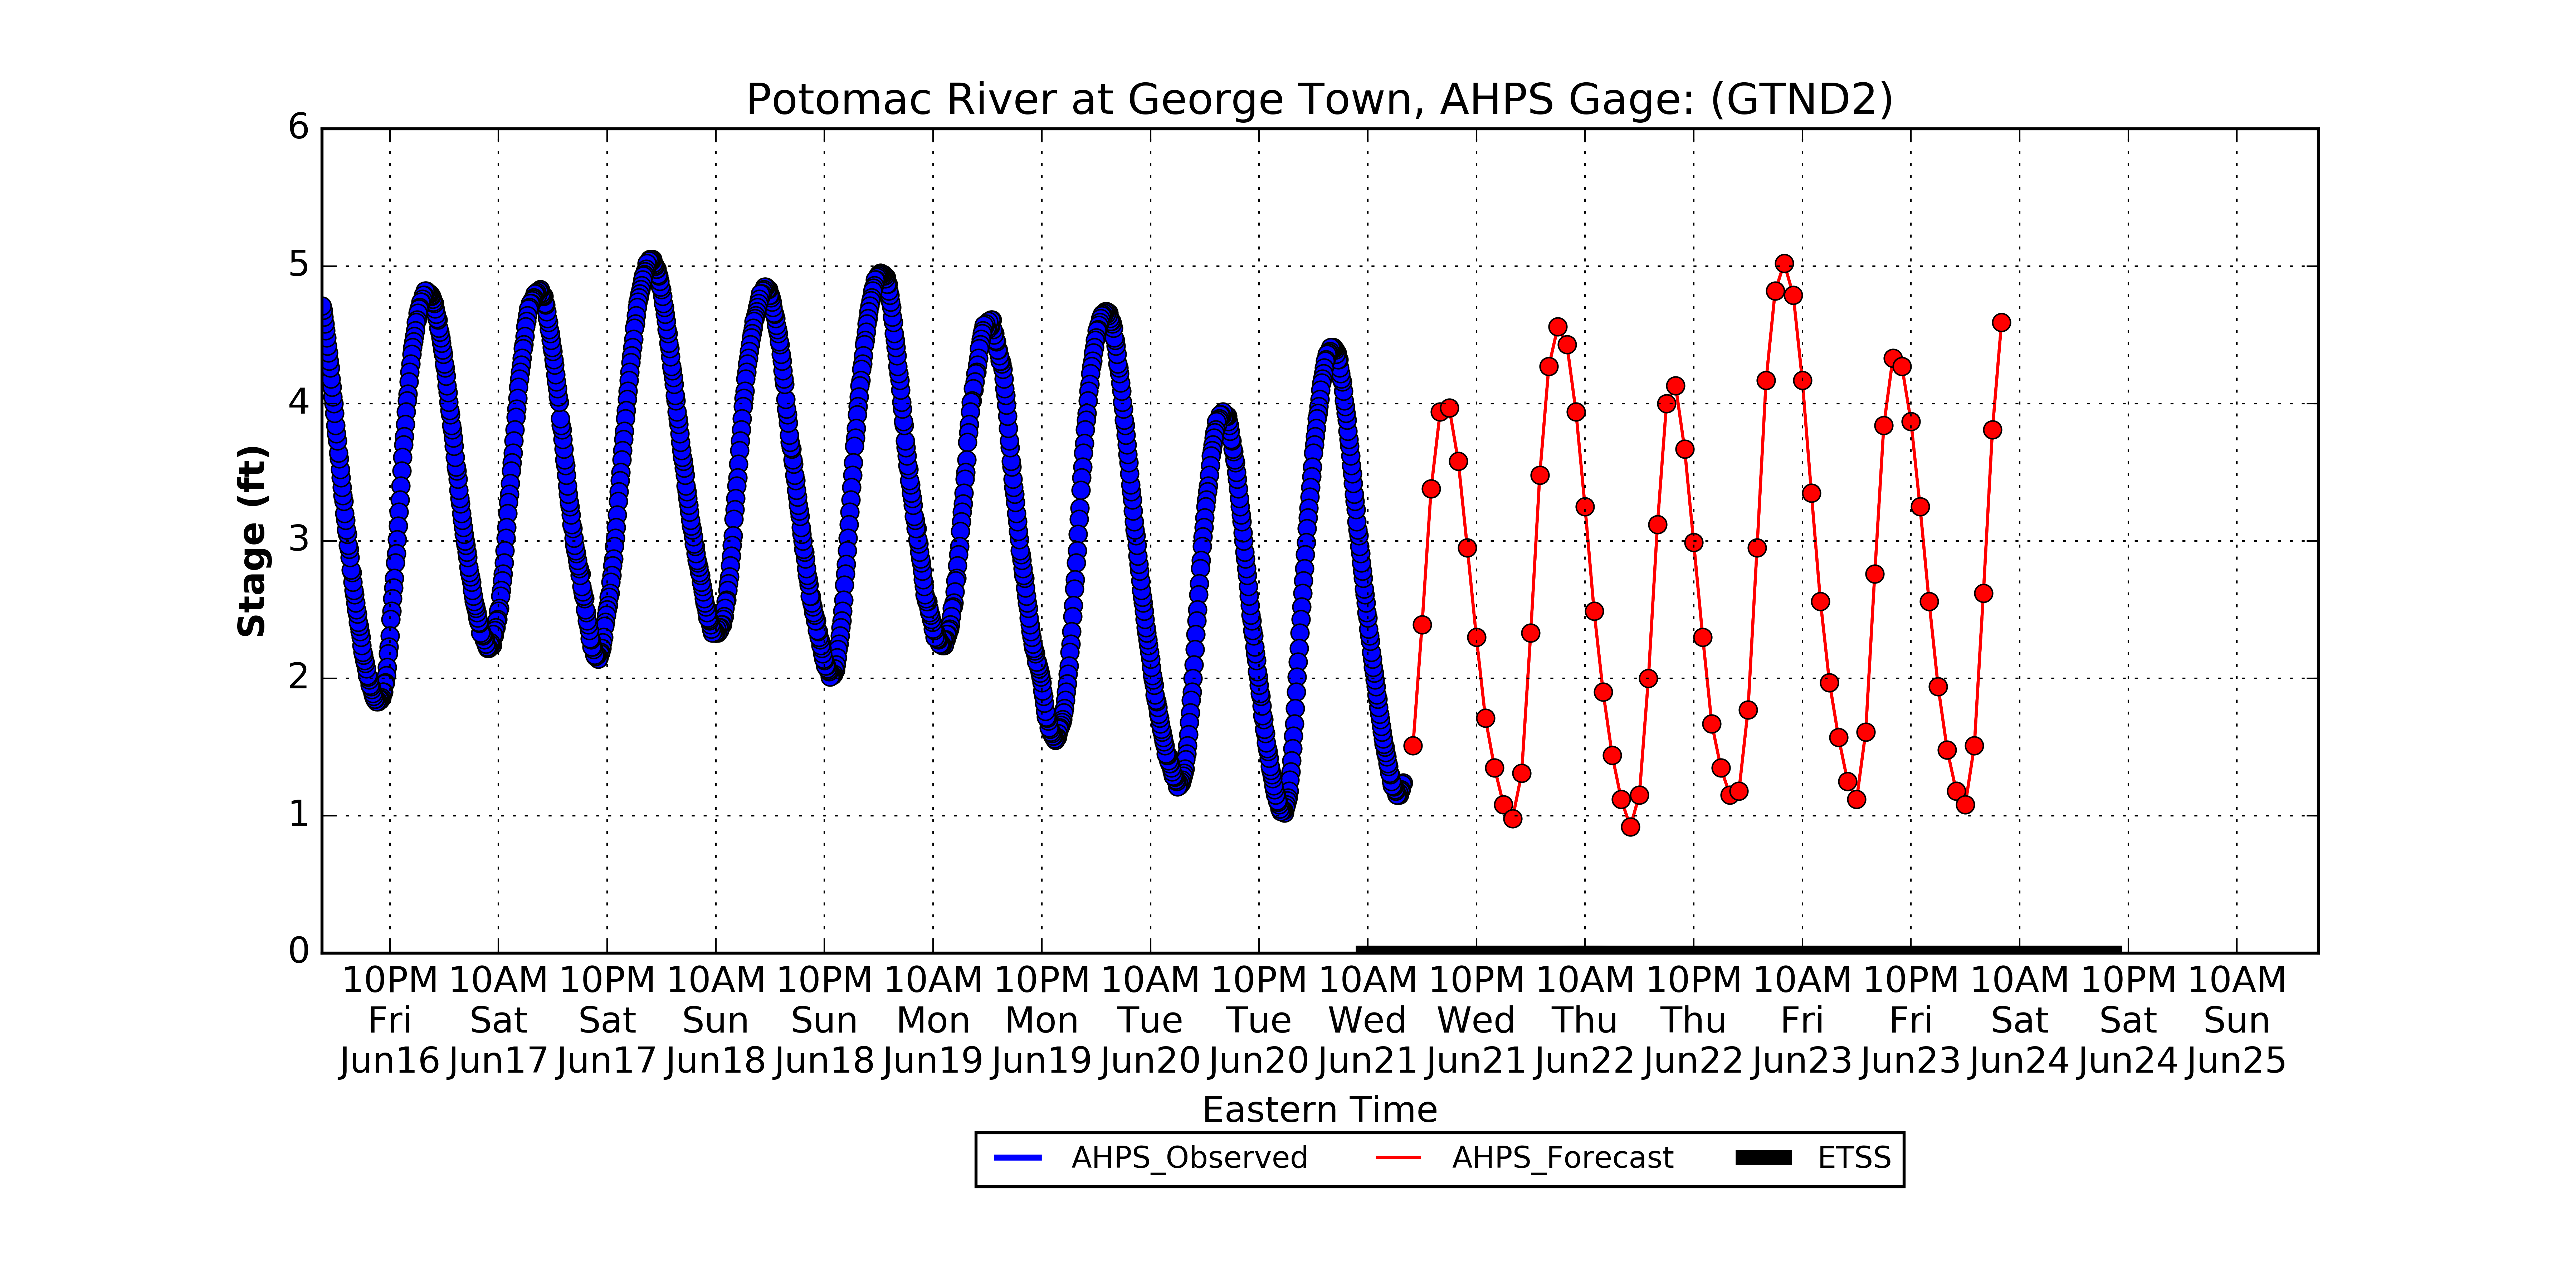 Potomac River at George Town, AHPS Gage: (GTND2)
6
5
4
3
2
1
0
Stage (ft)
10PM 10AM 10PM 10AM 10PM 10AM 10PM 10AM 10PM 10AM 10PM 10AM 10PM 10AM 10PM 10AM 10PM 10AM
Fri Sat Sat Sun Sun Mon Mon Tue Tue Wed Wed Thu Thu Fri Fri Sat Sat Sun
Jun16 Jun17 Jun17 Jun18 Jun18 Jun19 Jun19 Jun20 Jun20 Jun21 Jun21 Jun22 Jun22 Jun23 Jun23 Jun24 Jun24 Jun25
Eastern Time
AHPS_Observed AHPS_Forecast ETSS